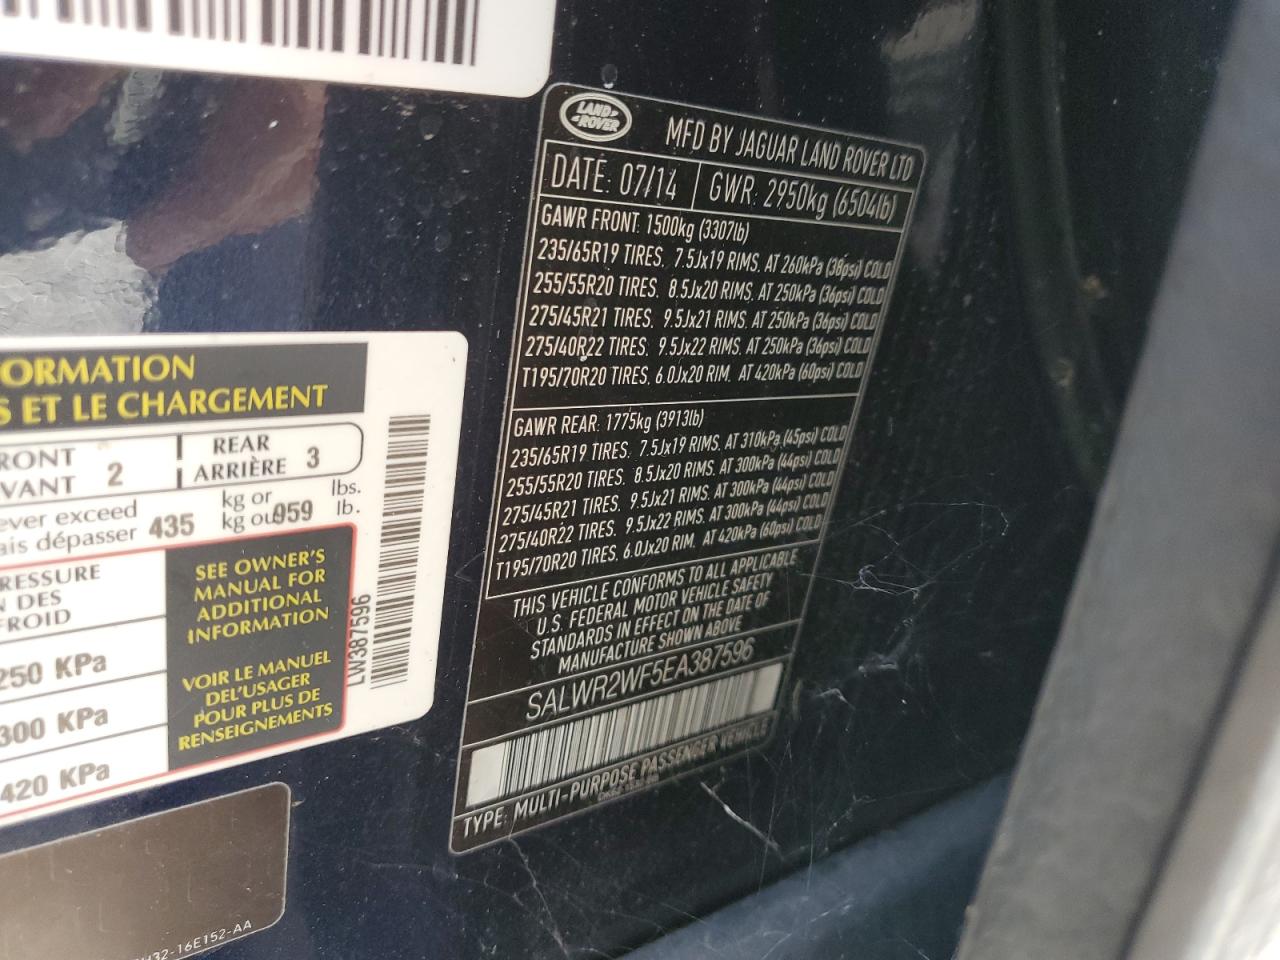 LAND ROVER
MFD BY JAGUAR LAND ROVER LTD
DATE: 07/14 GWR: 2950kg (6504lb)
GAWR FRONT: 1500kg (3307lb)
235/65R19 TIRES, 7.5Jx19 RIMS, AT 260kPa (38psi) COLD
255/55R20 TIRES, 8.5Jx20 RIMS, AT 250kPa (36psi) COLD
275/45R21 TIRES, 9.5Jx21 RIMS, AT 250kPa (36psi) COLD
275/40R22 TIRES, 9.5Jx22 RIMS, AT 250kPa (36psi) COLD
T195/70R20 TIRES, 6.0Jx20 RIM, AT 420kPa (60psi) COLD
GAWR REAR: 1775kg (3913lb)
235/65R19 TIRES, 7.5Jx19 RIMS, AT 310kPa (45psi) COLD
255/55R20 TIRES, 8.5Jx20 RIMS, AT 300kPa (44psi) COLD
275/45R21 TIRES, 9.5Jx21 RIMS, AT 300kPa (44psi) COLD
275/40R22 TIRES, 9.5Jx22 RIMS, AT 300kPa (44psi) COLD
T195/70R20 TIRES, 6.0Jx20 RIM, AT 420kPa (60psi) COLD
THIS VEHICLE CONFORMS TO ALL APPLICABLE
U.S. FEDERAL MOTOR VEHICLE SAFETY
STANDARDS IN EFFECT ON THE DATE OF
MANUFACTURE SHOWN ABOVE
SALWR2WF5EA387596
TYPE: MULTI-PURPOSE PASSENGER VEHICLE
ORMATION
S ET LE CHARGEMENT
RONT 2 REAR 3
VANT ARRIÈRE
ever exceed 435 kg or 959 lbs.
ais dépasser kg ou lb.
RESSURE
N DES
FROID
250 KPa
300 KPa
420 KPa
SEE OWNER'S
MANUAL FOR
ADDITIONAL
INFORMATION
VOIR LE MANUEL
DEL'USAGER
POUR PLUS DE
RENSEIGNEMENTS
LW387596
32-16E152-AA